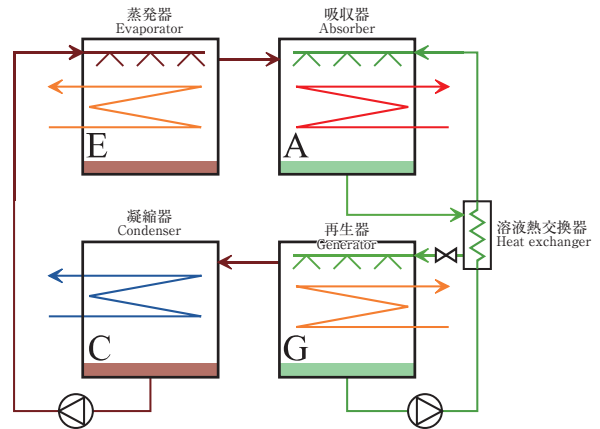 蒸発器
Evaporator
吸収器
Absorber
E
A
凝縮器
Condenser
再生器
Generator
溶液熱交換器
Heat exchanger
C
G